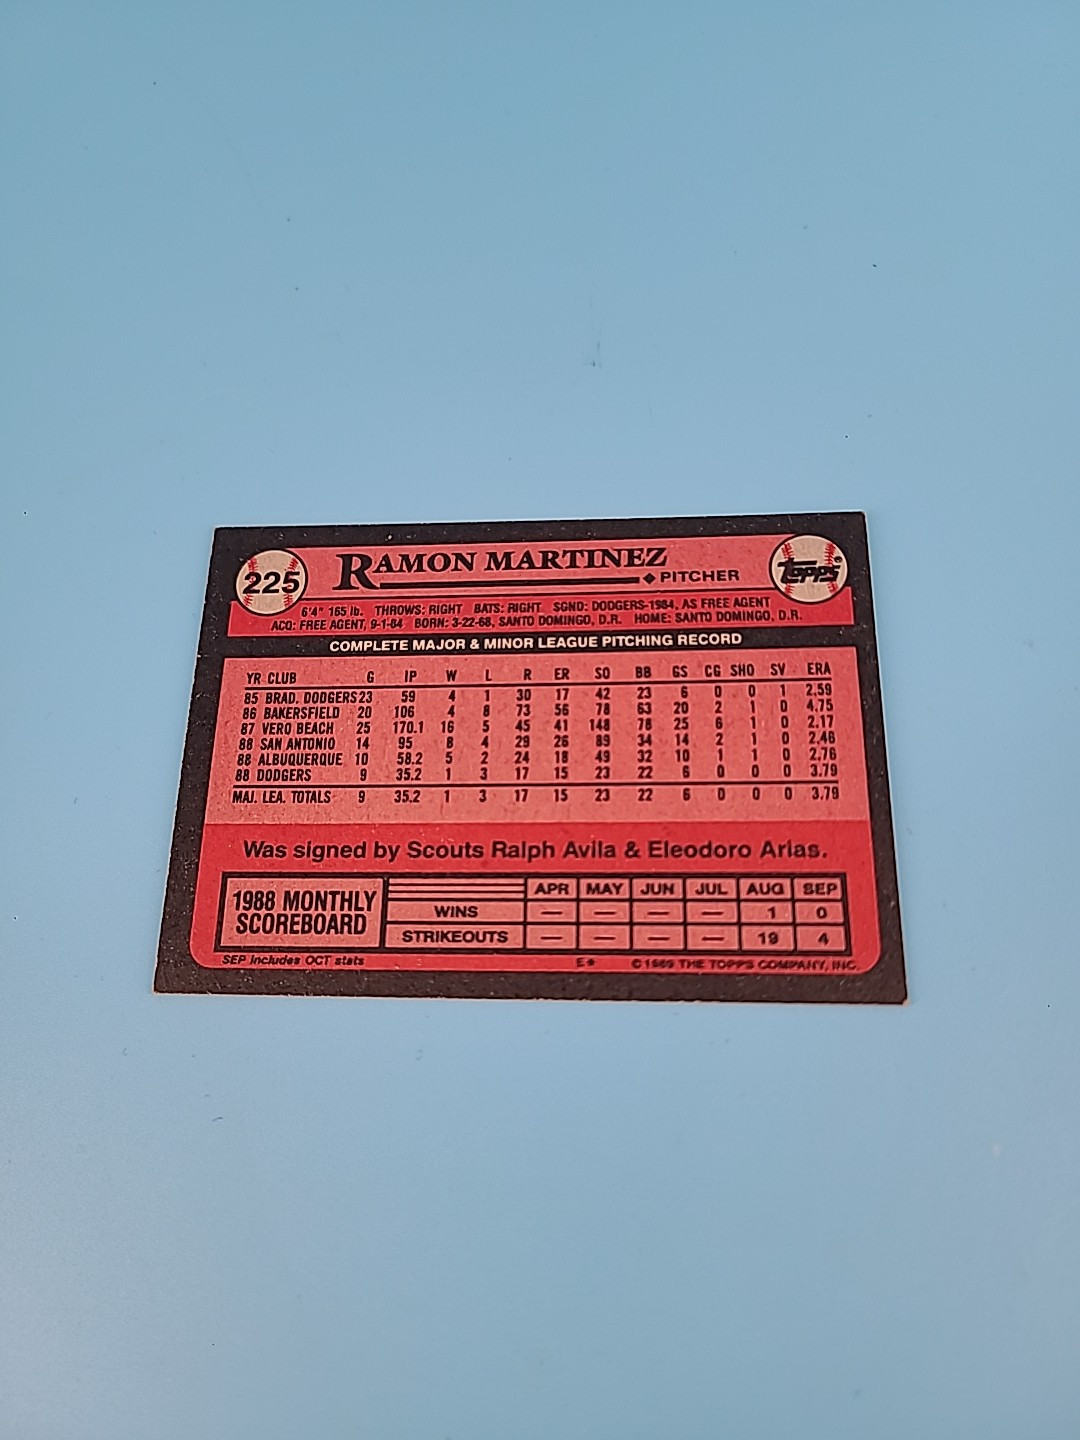 225
RAMON MARTINEZ
◆ PITCHER
topps®
6'4" 165 lb. THROWS: RIGHT BATS: RIGHT SGND: DODGERS-1984, AS FREE AGENT
ACQ: FREE AGENT, 9-1-84 BORN: 3-22-68, SANTO DOMINGO, D.R. HOME: SANTO DOMINGO, D.R.
COMPLETE MAJOR & MINOR LEAGUE PITCHING RECORD
YR CLUB G IP W L R ER SO BB GS CG SHO SV ERA
85 BRAD. DODGERS 23 59 4 1 30 17 42 23 6 0 0 1 2.59
86 BAKERSFIELD 20 106 4 8 73 56 78 63 20 2 1 0 4.75
87 VERO BEACH 25 170.1 16 5 45 41 148 78 25 6 1 0 2.17
88 SAN ANTONIO 14 95 8 4 29 26 89 34 14 2 1 0 2.46
88 ALBUQUERQUE 10 58.2 5 2 24 18 49 32 10 1 1 0 2.76
88 DODGERS 9 35.2 1 3 17 15 23 22 6 0 0 0 3.79
MAJ. LEA. TOTALS 9 35.2 1 3 17 15 23 22 6 0 0 0 3.79
Was signed by Scouts Ralph Avila & Eleodoro Arias.
1988 MONTHLY SCOREBOARD
APR MAY JUN JUL AUG SEP
WINS — — — — 1 0
STRIKEOUTS — — — — 19 4
SEP Includes OCT stats
E* © 1989 THE TOPPS COMPANY, INC.